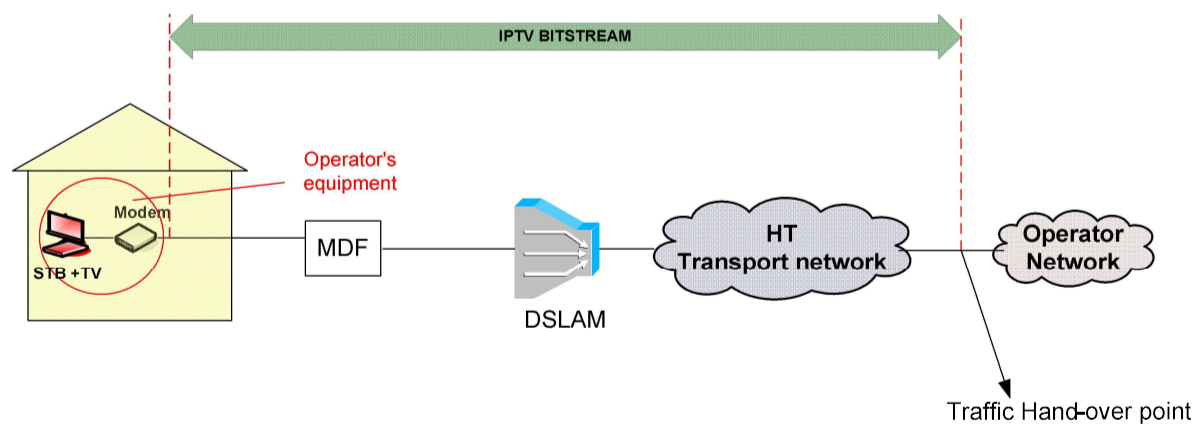 IPTV BITSTREAM
Operator's
equipment
Modem
STB +TV
MDF
DSLAM
HT
Transport network
Operator
Network
Traffic Hand-over point